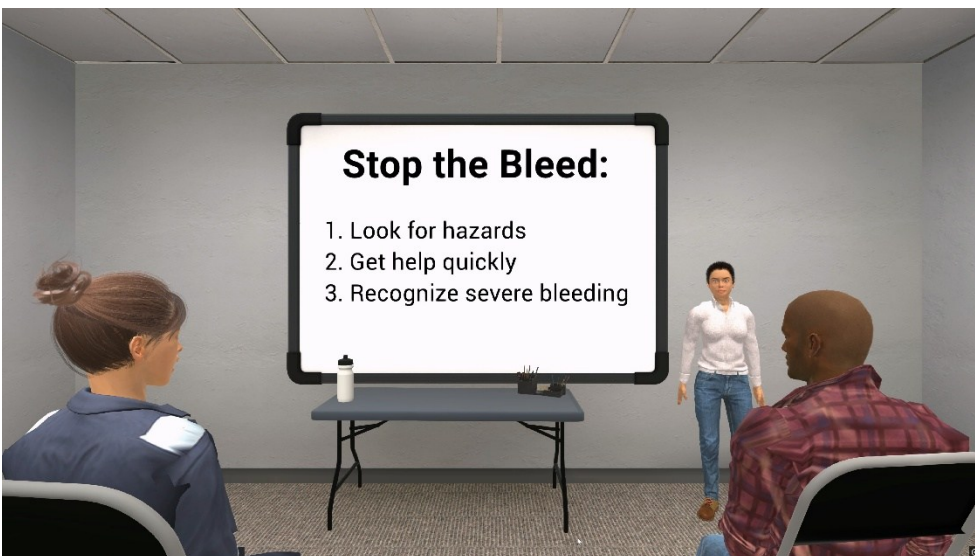 Stop the Bleed:
1. Look for hazards
2. Get help quickly
3. Recognize severe bleeding